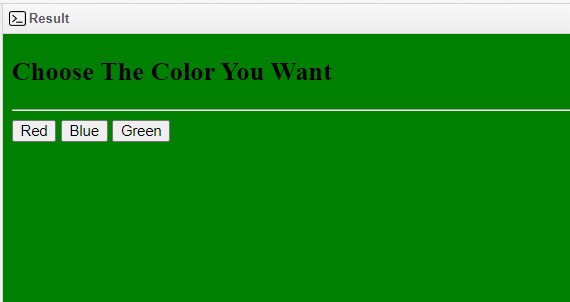 Result
Choose The Color You Want
Red Blue Green